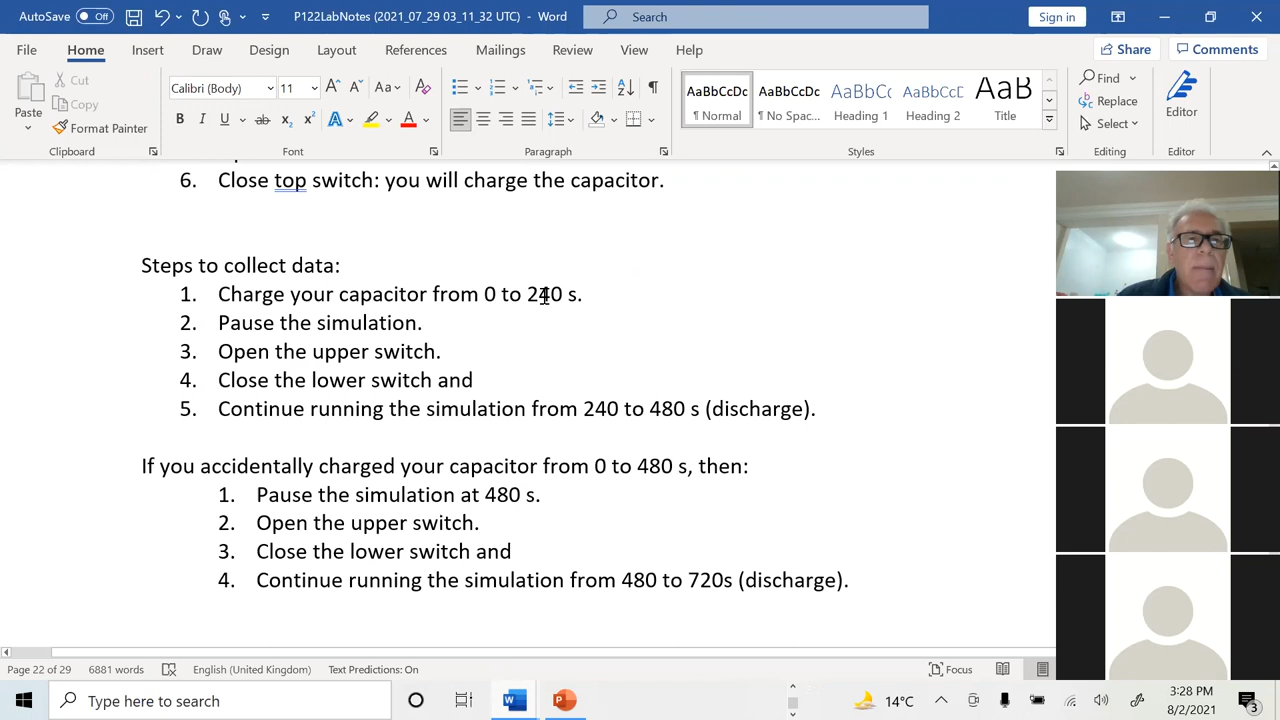 AutoSave Off P122LabNotes (2021_07_29 03_11_32 UTC) - Word Search Sign in
File Home Insert Draw Design Layout References Mailings Review View Help Share Comments
Paste Cut Copy Format Painter Calibri (Body) 11 AaBbCcDc AaBbCcDc AaBbCc AaBbCcD AaB Find Replace Select Editor
¶ Normal ¶ No Spac... Heading 1 Heading 2 Title
Clipboard Font Paragraph Styles Editing Editor
6. Close top switch: you will charge the capacitor.
Steps to collect data:
1. Charge your capacitor from 0 to 240 s.
2. Pause the simulation.
3. Open the upper switch.
4. Close the lower switch and
5. Continue running the simulation from 240 to 480 s (discharge).
If you accidentally charged your capacitor from 0 to 480 s, then:
1. Pause the simulation at 480 s.
2. Open the upper switch.
3. Close the lower switch and
4. Continue running the simulation from 480 to 720s (discharge).
Page 22 of 29 6881 words English (United Kingdom) Text Predictions: On Focus
Type here to search 14°C 3:28 PM
8/2/2021 3